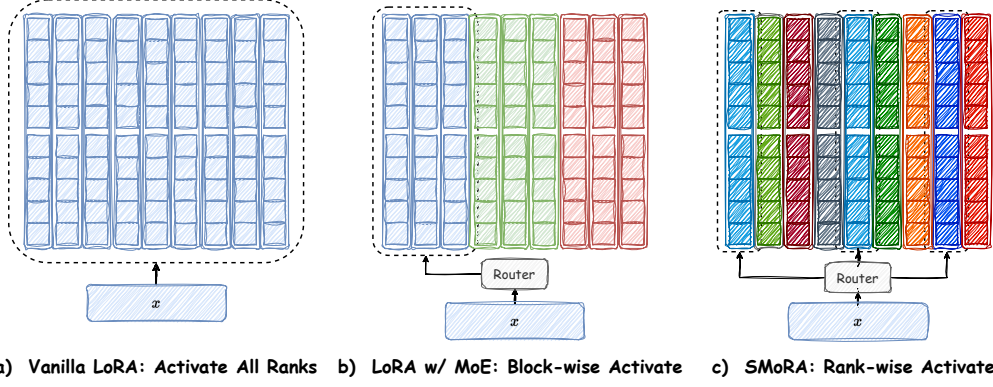 Router
Router
x
x
x
a) Vanilla LoRA: Activate All Ranks
b) LoRA w/ MoE: Block-wise Activate
c) SMoRA: Rank-wise Activate